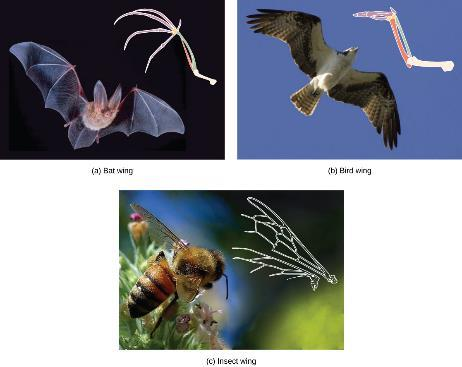 (a) Bat wing
(b) Bird wing
(c) Insect wing